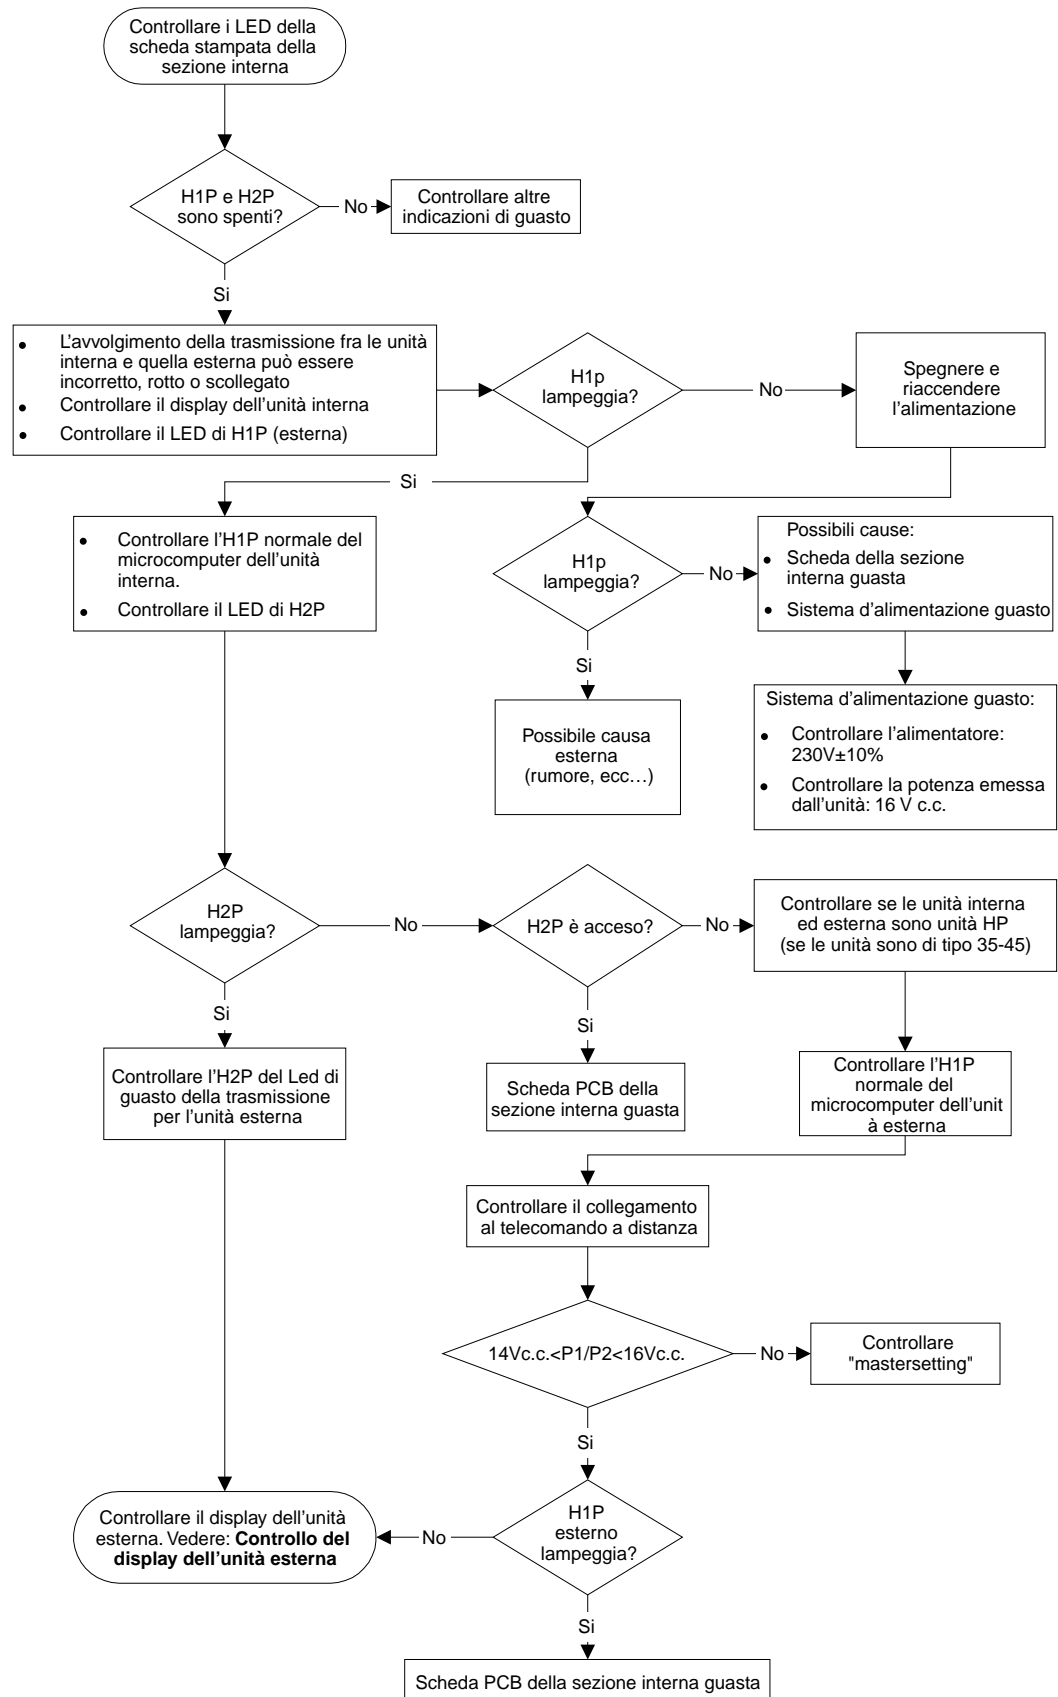 Controllare i LED della
scheda stampata della
sezione interna
H1P e H2P
sono spenti?
No
Controllare altre
indicazioni di guasto
Si
• L'avvolgimento della trasmissione fra le unità
interna e quella esterna può essere
incorretto, rotto o scollegato
• Controllare il display dell'unità interna
• Controllare il LED di H1P (esterna)
H1p
lampeggia?
No
Spegnere e
riaccendere
l'alimentazione
Si
• Controllare l'H1P normale del
microcomputer dell'unità
interna.
• Controllare il LED di H2P
H1p
lampeggia?
No
Possibili cause:
• Scheda della sezione
interna guasta
• Sistema d'alimentazione guasto
Si
Possibile causa
esterna
(rumore, ecc…)
Sistema d'alimentazione guasto:
• Controllare l'alimentatore:
230V±10%
• Controllare la potenza emessa
dall'unità: 16 V c.c.
H2P
lampeggia?
No
H2P è acceso?
No
Controllare se le unità interna
ed esterna sono unità HP
(se le unità sono di tipo 35-45)
Si
Si
Controllare l'H2P del Led di
guasto della trasmissione
per l'unità esterna
Scheda PCB della
sezione interna guasta
Controllare l'H1P
normale del
microcomputer dell'unit
à esterna
Controllare il collegamento
al telecomando a distanza
14Vc.c.<P1/P2<16Vc.c.
No
Controllare
"mastersetting"
Si
Controllare il display dell'unità
esterna. Vedere: Controllo del
display dell'unità esterna
No
H1P
esterno
lampeggia?
Si
Scheda PCB della sezione interna guasta